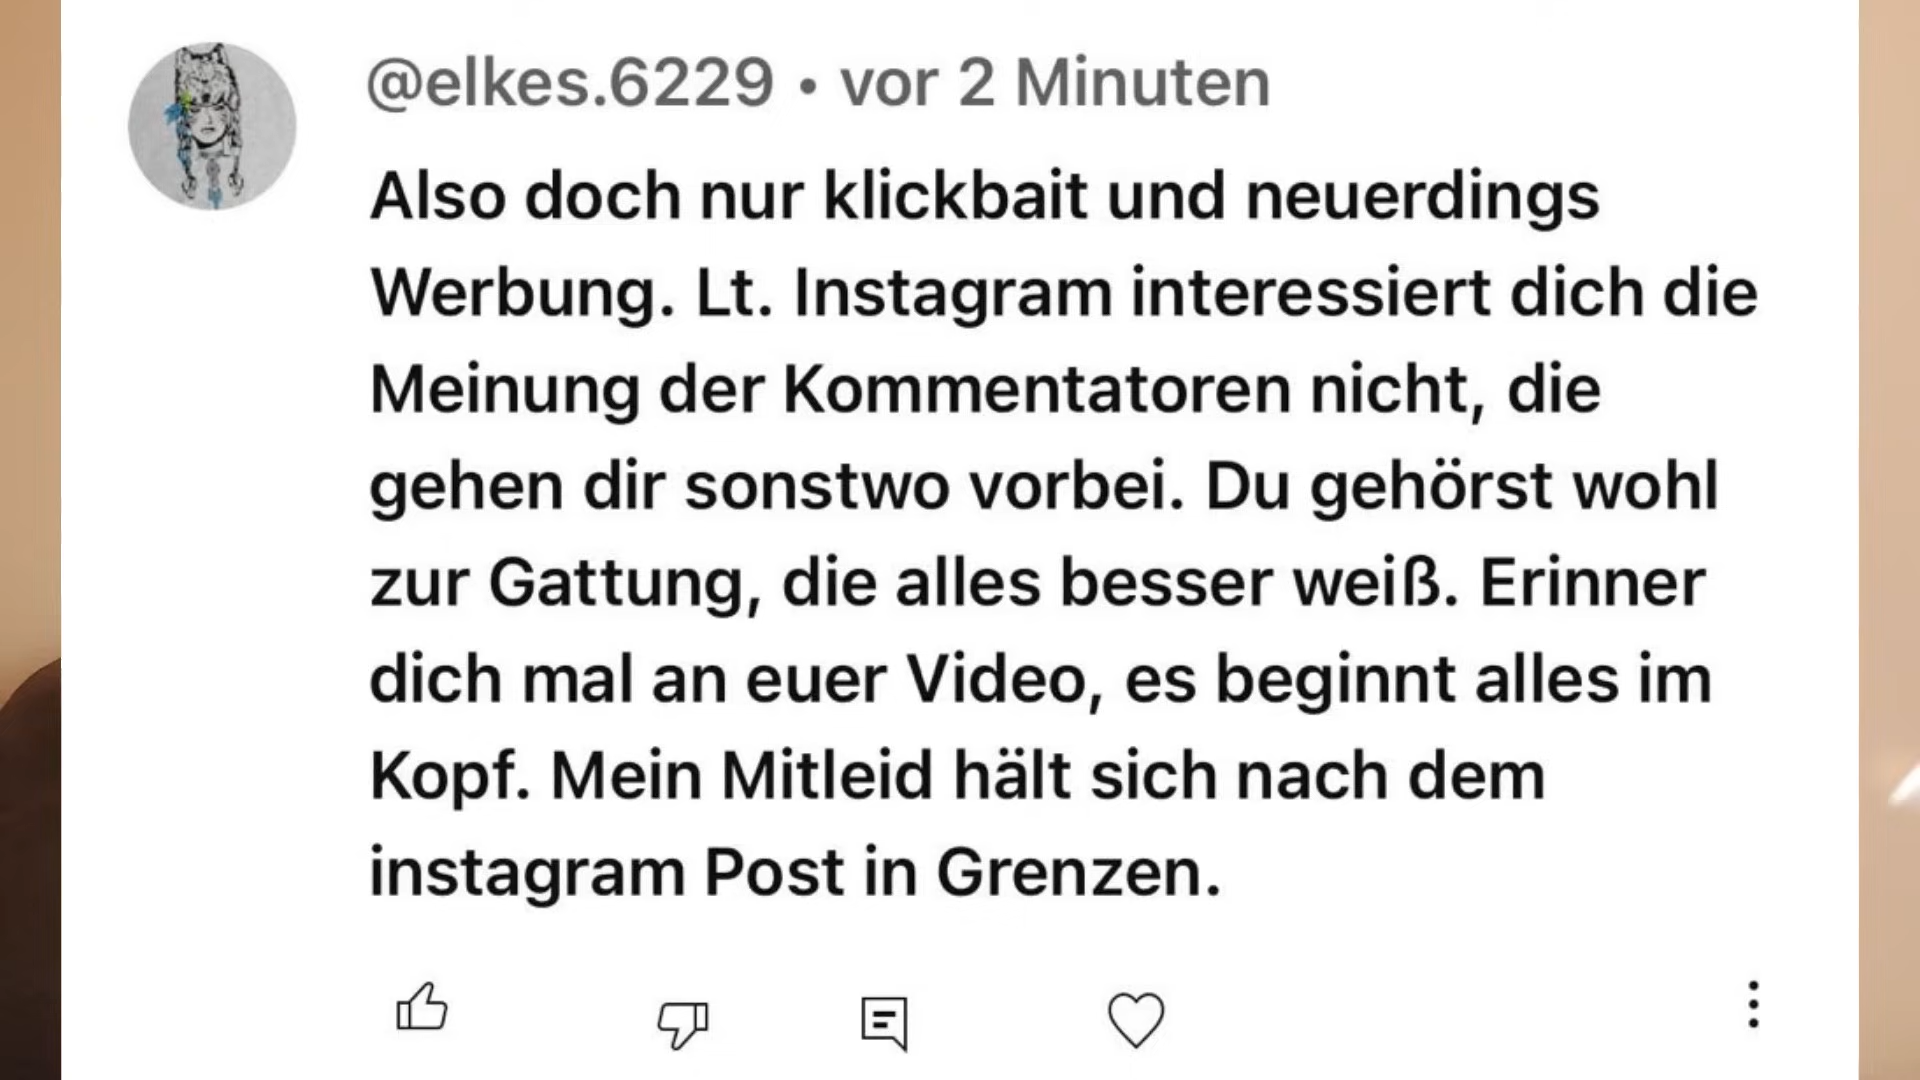 @elkes.6229 • vor 2 Minuten
Also doch nur klickbait und neuerdings
Werbung. Lt. Instagram interessiert dich die
Meinung der Kommentatoren nicht, die
gehen dir sonstwo vorbei. Du gehörst wohl
zur Gattung, die alles besser weiß. Erinner
dich mal an euer Video, es beginnt alles im
Kopf. Mein Mitleid hält sich nach dem
instagram Post in Grenzen.